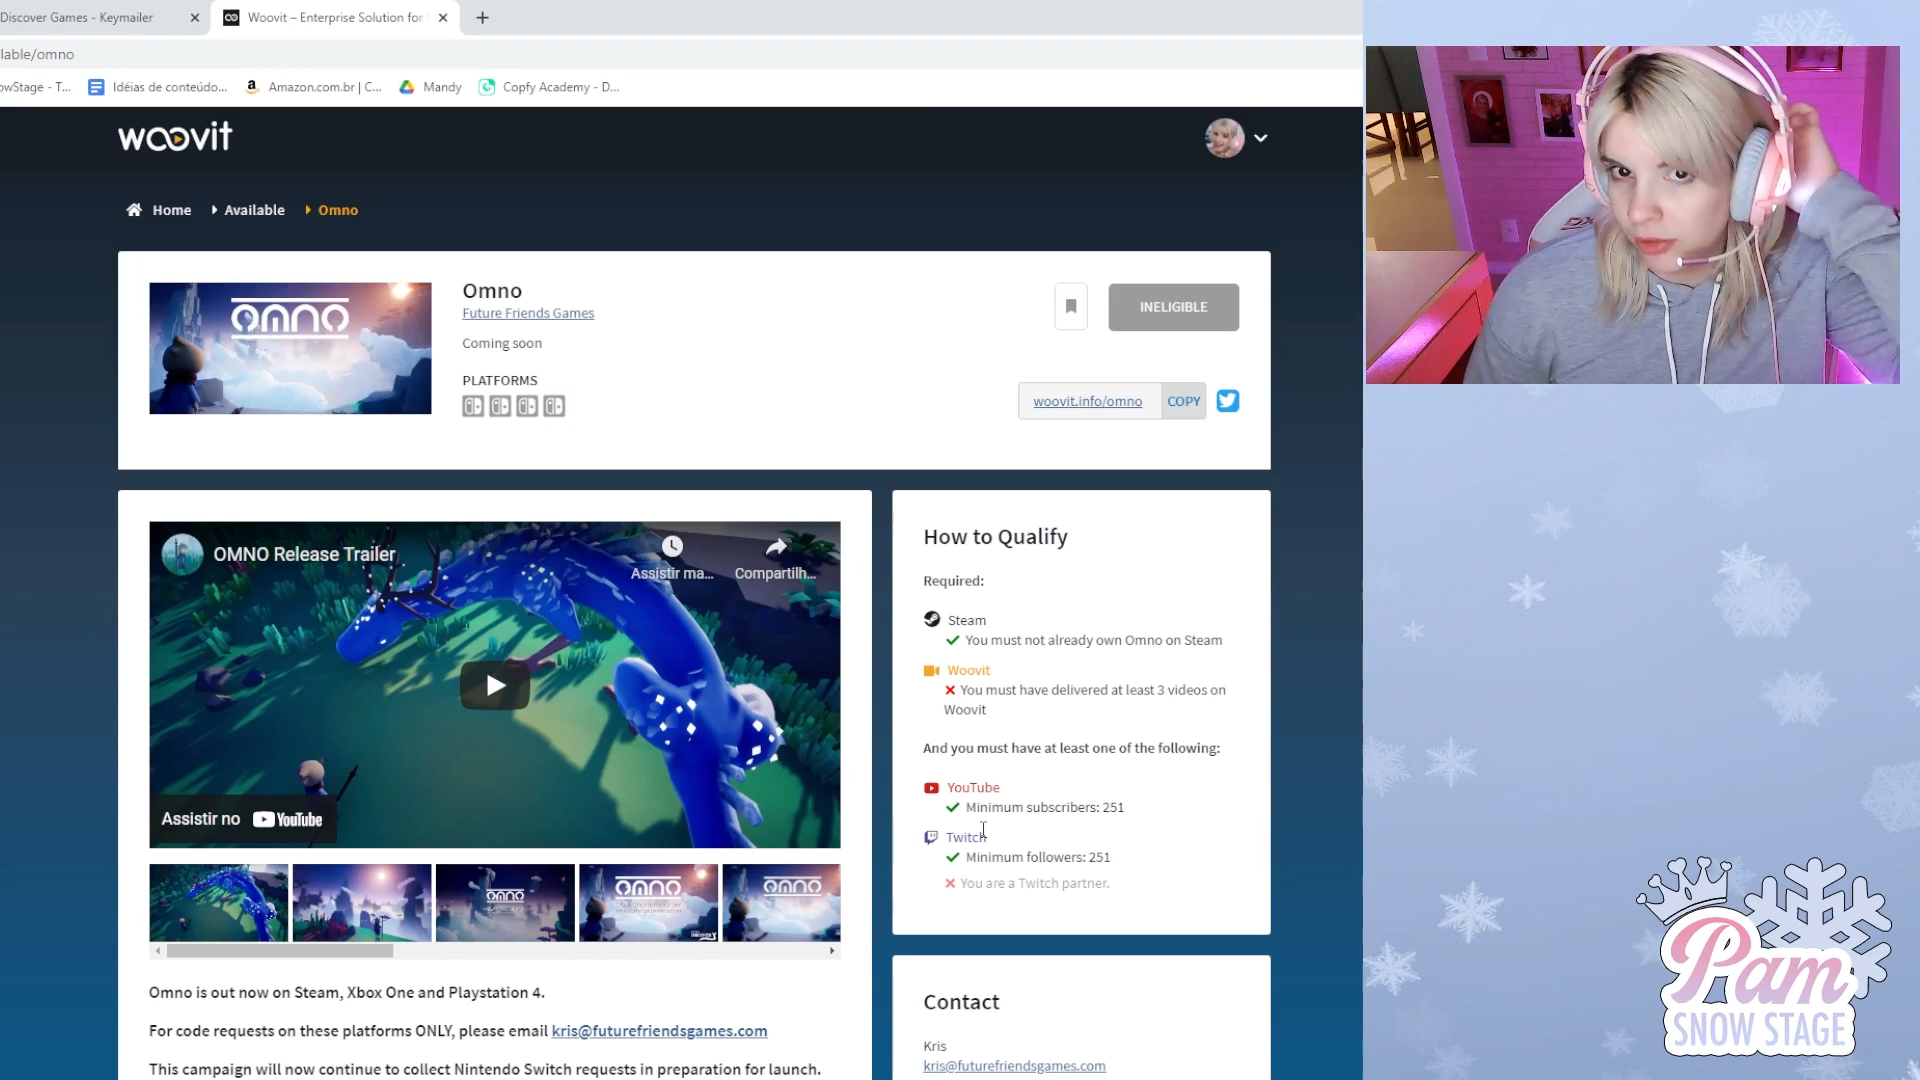 Discover Games - Keymailer
Woovit – Enterprise Solution for
lable/omno
owStage - T...
Idéias de conteúdo...
Amazon.com.br | C...
Mandy
Copfy Academy - D...
woovit
Home
Available
Omno
OMNO
Omno
Future Friends Games
Coming soon
PLATFORMS
INELIGIBLE
woovit.info/omno
COPY
OMNO Release Trailer
Assistir ma...
Compartilh...
Assistir no YouTube
OMNO
OMNO
OMNO
Omno is out now on Steam, Xbox One and Playstation 4.
For code requests on these platforms ONLY, please email kris@futurefriendsgames.com
This campaign will now continue to collect Nintendo Switch requests in preparation for launch.
How to Qualify
Required:
Steam
You must not already own Omno on Steam
Woovit
You must have delivered at least 3 videos on
Woovit
And you must have at least one of the following:
YouTube
Minimum subscribers: 251
Twitch
Minimum followers: 251
You are a Twitch partner.
Contact
Kris
kris@futurefriendsgames.com
Pam
SNOW STAGE